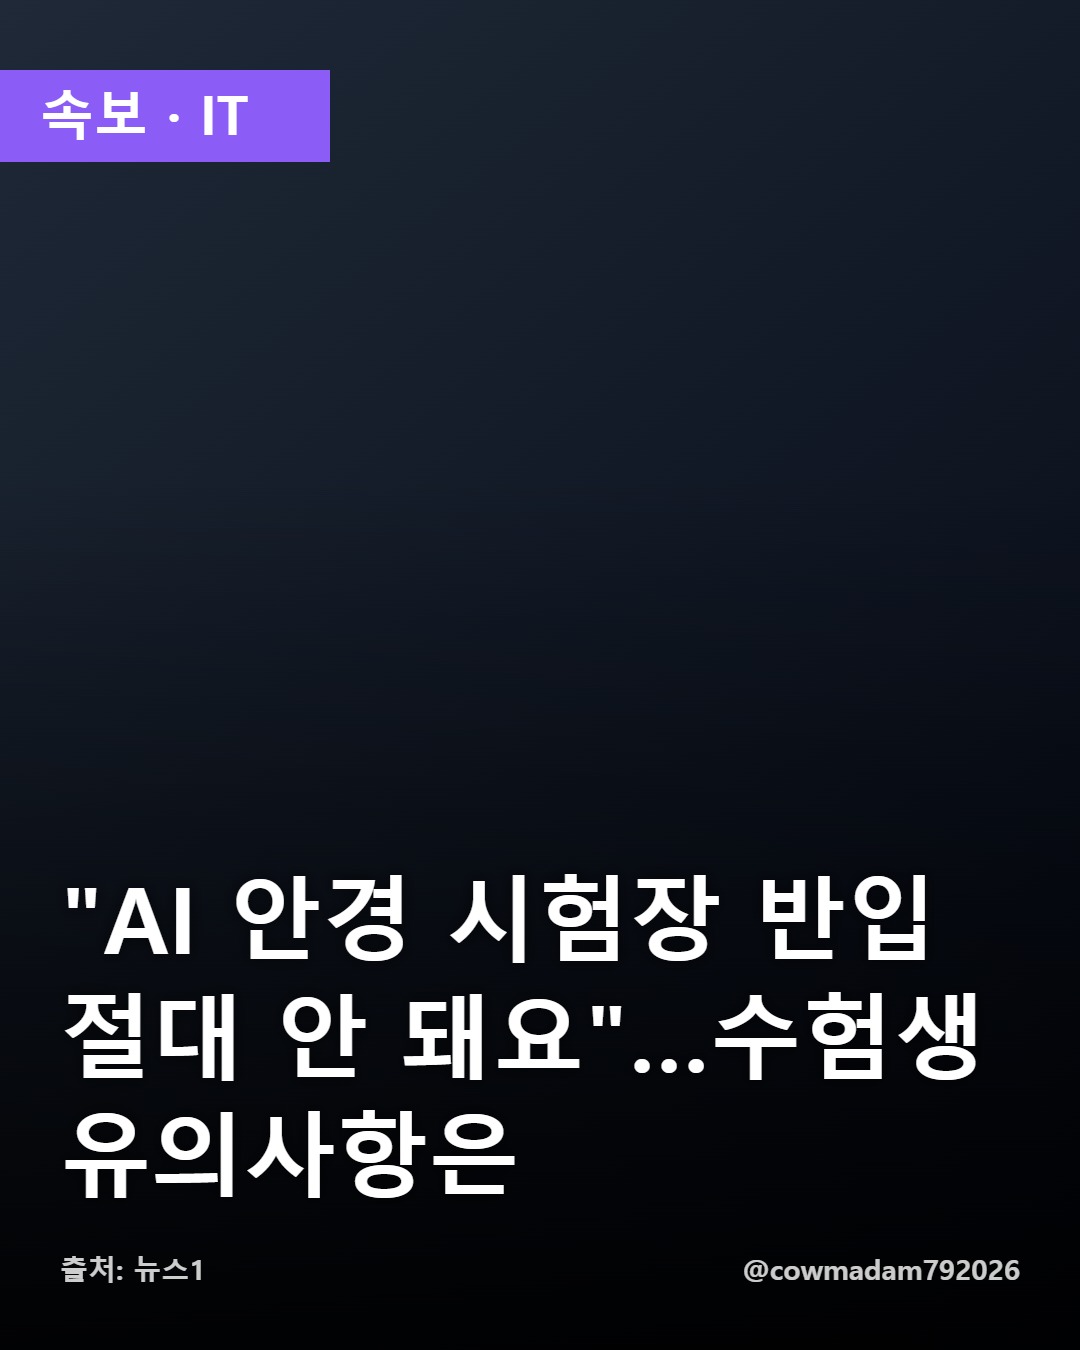 속보 · IT
"AI 안경 시험장 반입
절대 안 돼요"...수험생
유의사항은
출처: 뉴스1
@cowmadam792026